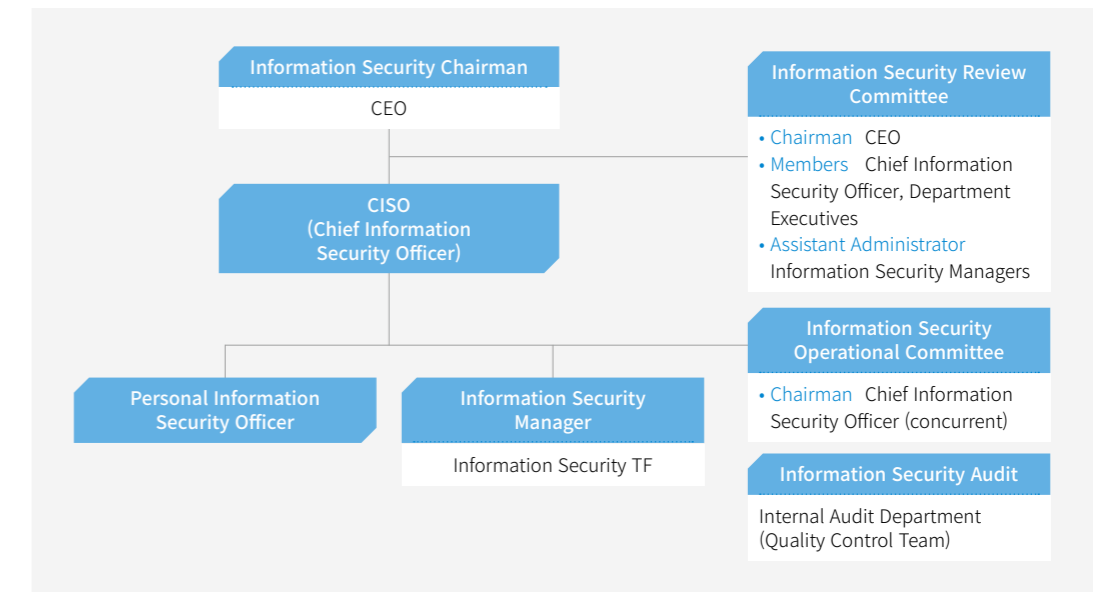 Information Security Chairman
CEO
CISO
(Chief Information
Security Officer)
Personal Information
Security Officer
Information Security
Manager
Information Security TF
Information Security Review
Committee
• Chairman CEO
• Members Chief Information
Security Officer, Department
Executives
• Assistant Administrator
Information Security Managers
Information Security
Operational Committee
• Chairman Chief Information
Security Officer (concurrent)
Information Security Audit
Internal Audit Department
(Quality Control Team)